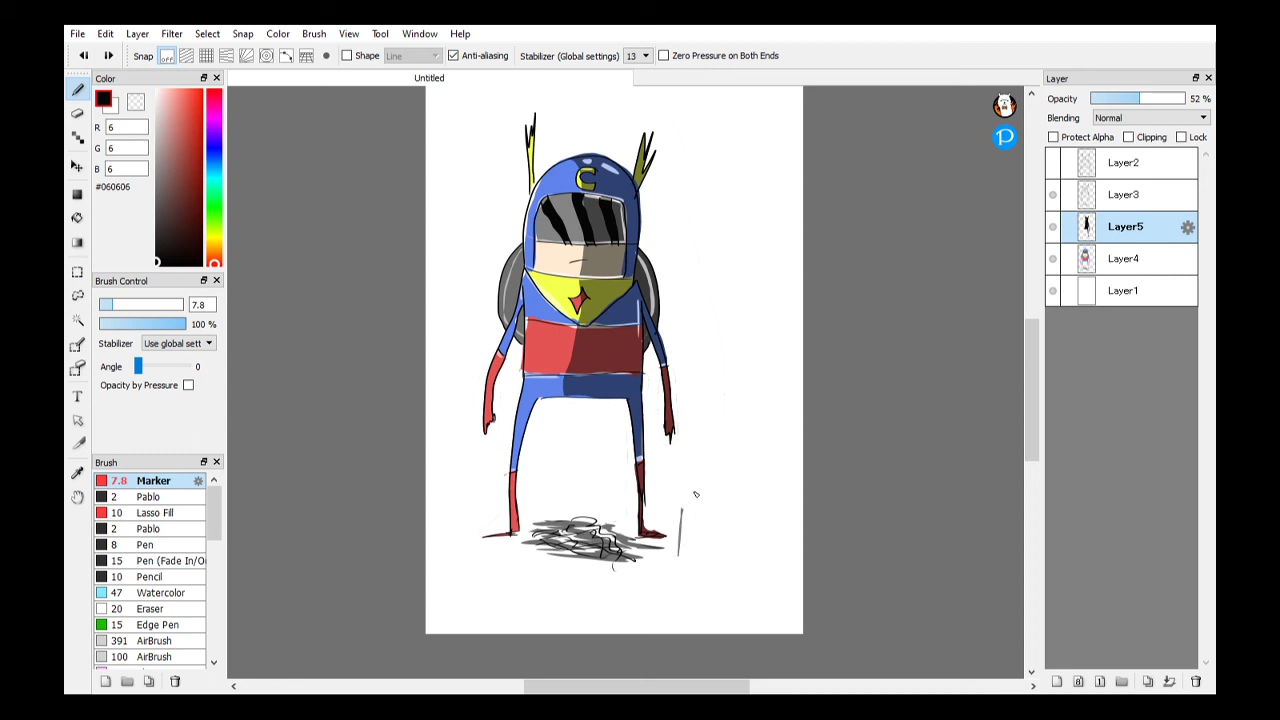 File Edit Layer Filter Select Snap Color Brush View Tool Window Help
Snap OFF Shape Line Anti-aliasing Stabilizer (Global settings) 13 Zero Pressure on Both Ends
Color
Untitled
Layer
R 6
G 6
B 6
#060606
Brush Control
7.8
100 %
Stabilizer Use global sett
Angle 0
Opacity by Pressure
Brush
7.8 Marker
2 Pablo
10 Lasso Fill
2 Pablo
8 Pen
15 Pen (Fade In/O
10 Pencil
47 Watercolor
20 Eraser
15 Edge Pen
391 AirBrush
100 AirBrush
C
Opacity 52 %
Blending Normal
Protect Alpha Clipping Lock
Layer2
Layer3
Layer5
Layer4
Layer1